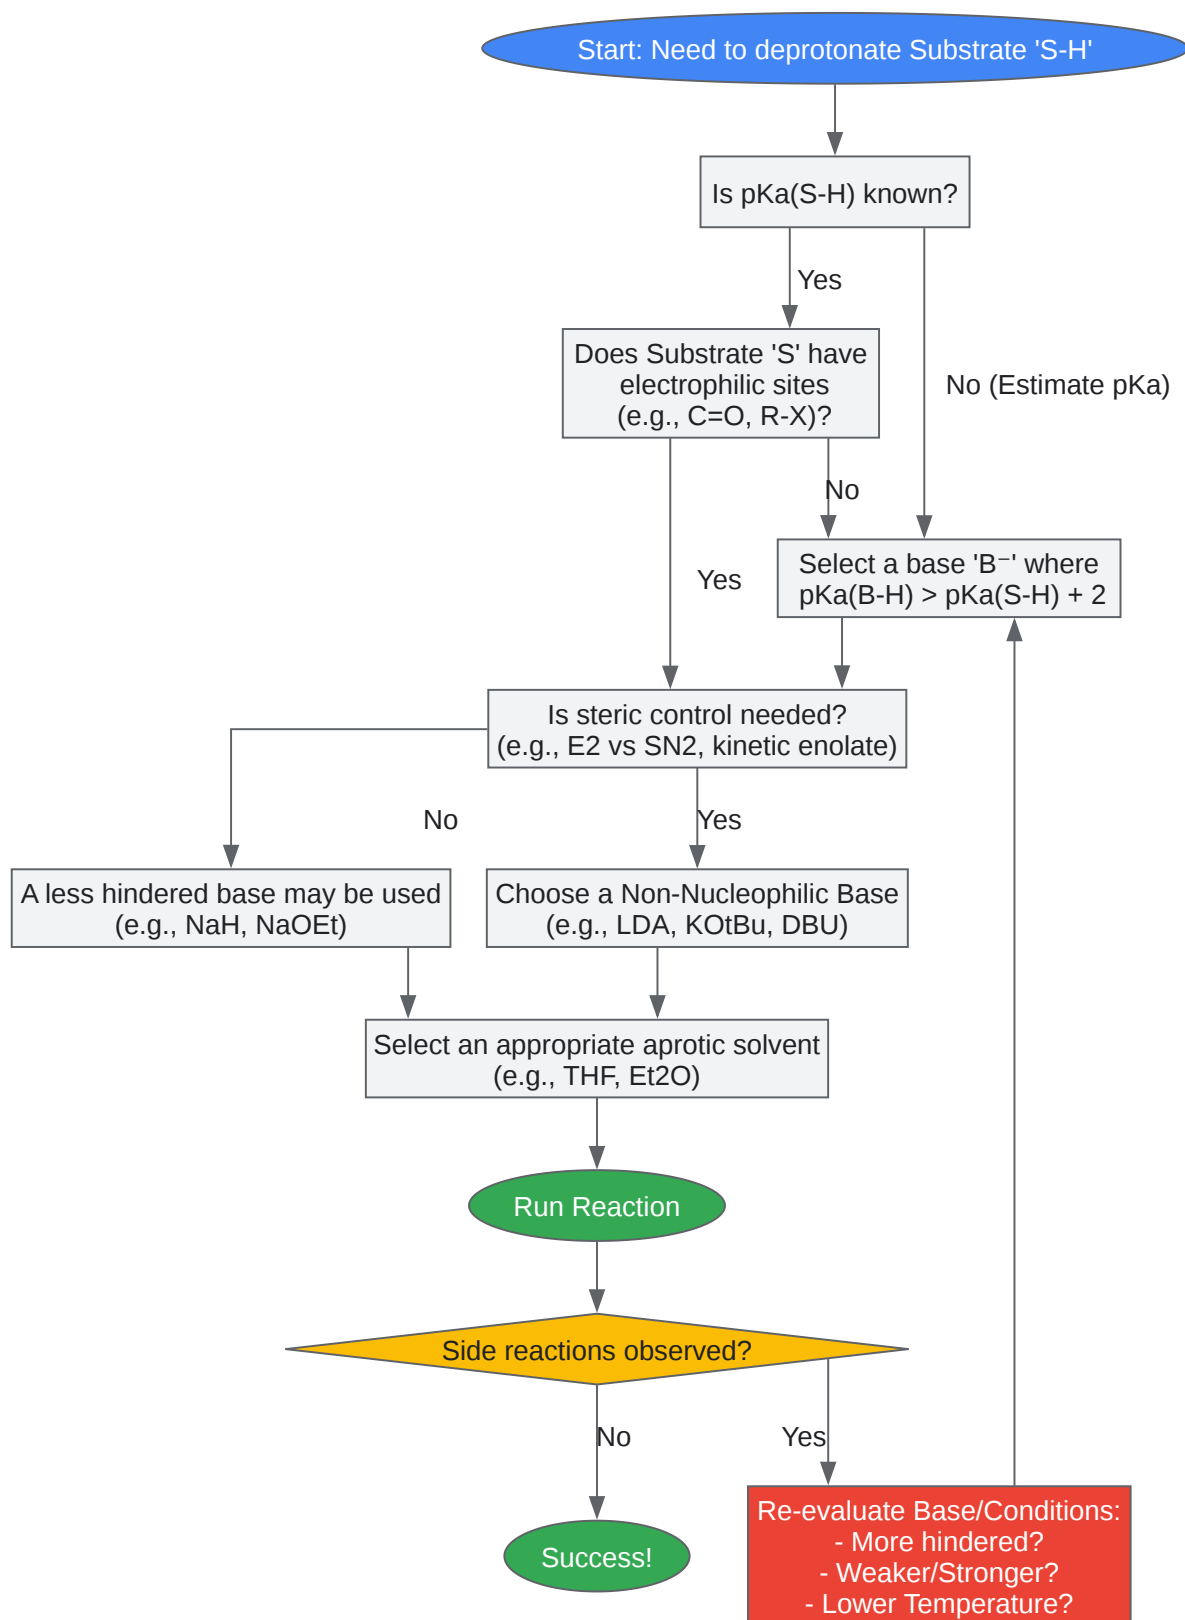 Start: Need to deprotonate Substrate 'S-H'
Is pKa(S-H) known?
Yes
Does Substrate 'S' have
electrophilic sites
(e.g., C=O, R-X)?
No (Estimate pKa)
No
Select a base 'B⁻' where
pKa(B-H) > pKa(S-H) + 2
Yes
Is steric control needed?
(e.g., E2 vs SN2, kinetic enolate)
No
Yes
A less hindered base may be used
(e.g., NaH, NaOEt)
Choose a Non-Nucleophilic Base
(e.g., LDA, KOtBu, DBU)
Select an appropriate aprotic solvent
(e.g., THF, Et2O)
Run Reaction
Side reactions observed?
No
Yes
Success!
Re-evaluate Base/Conditions:
- More hindered?
- Weaker/Stronger?
- Lower Temperature?